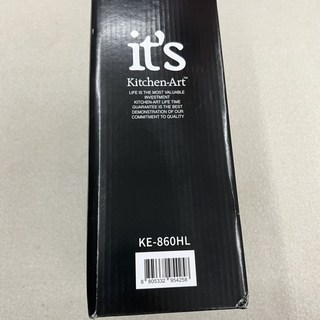 it's
Kitchen-Art™
LIFE IS THE MOST VALUABLE
INVESTMENT
KITCHEN-ART LIFE TIME
GUARANTEE IS THE BEST
DEMONSTRATION OF OUR
COMMITMENT TO QUALITY
KE-860HL
8 805332 954258